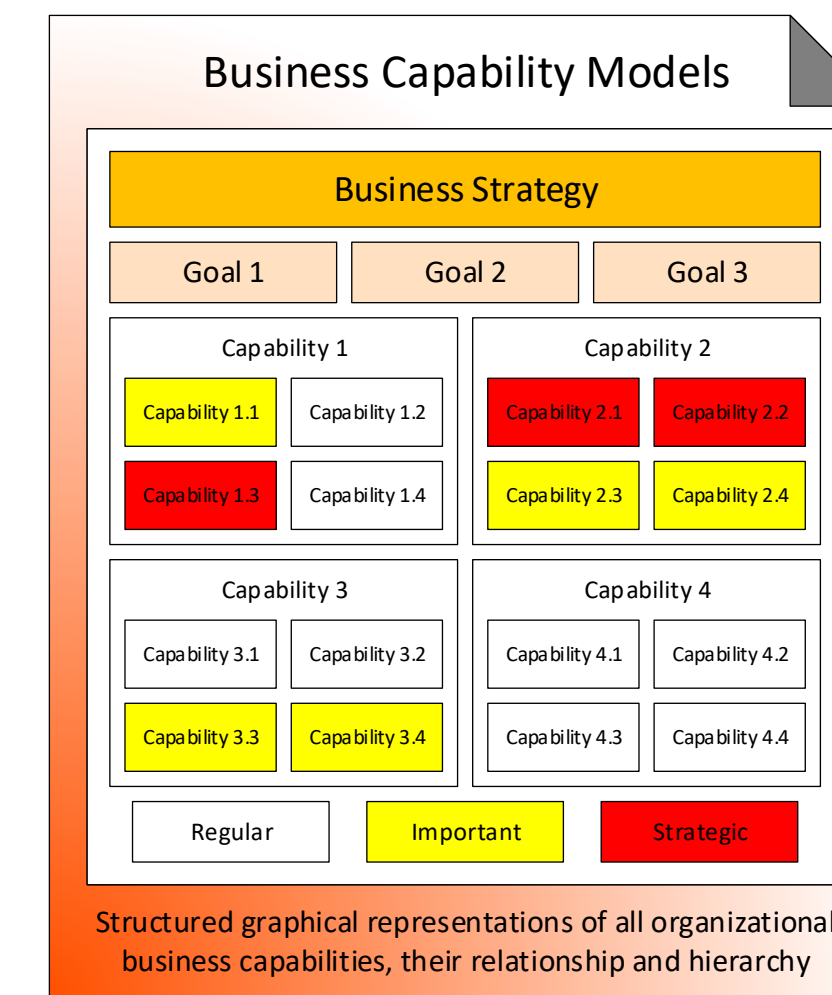 Business Capability Models
Business Strategy
Goal 1
Goal 2
Goal 3
Capability 1
Capability 1.1
Capability 1.2
Capability 1.3
Capability 1.4
Capability 2
Capability 2.1
Capability 2.2
Capability 2.3
Capability 2.4
Capability 3
Capability 3.1
Capability 3.2
Capability 3.3
Capability 3.4
Capability 4
Capability 4.1
Capability 4.2
Capability 4.3
Capability 4.4
Regular
Important
Strategic
Structured graphical representations of all organizational
business capabilities, their relationship and hierarchy